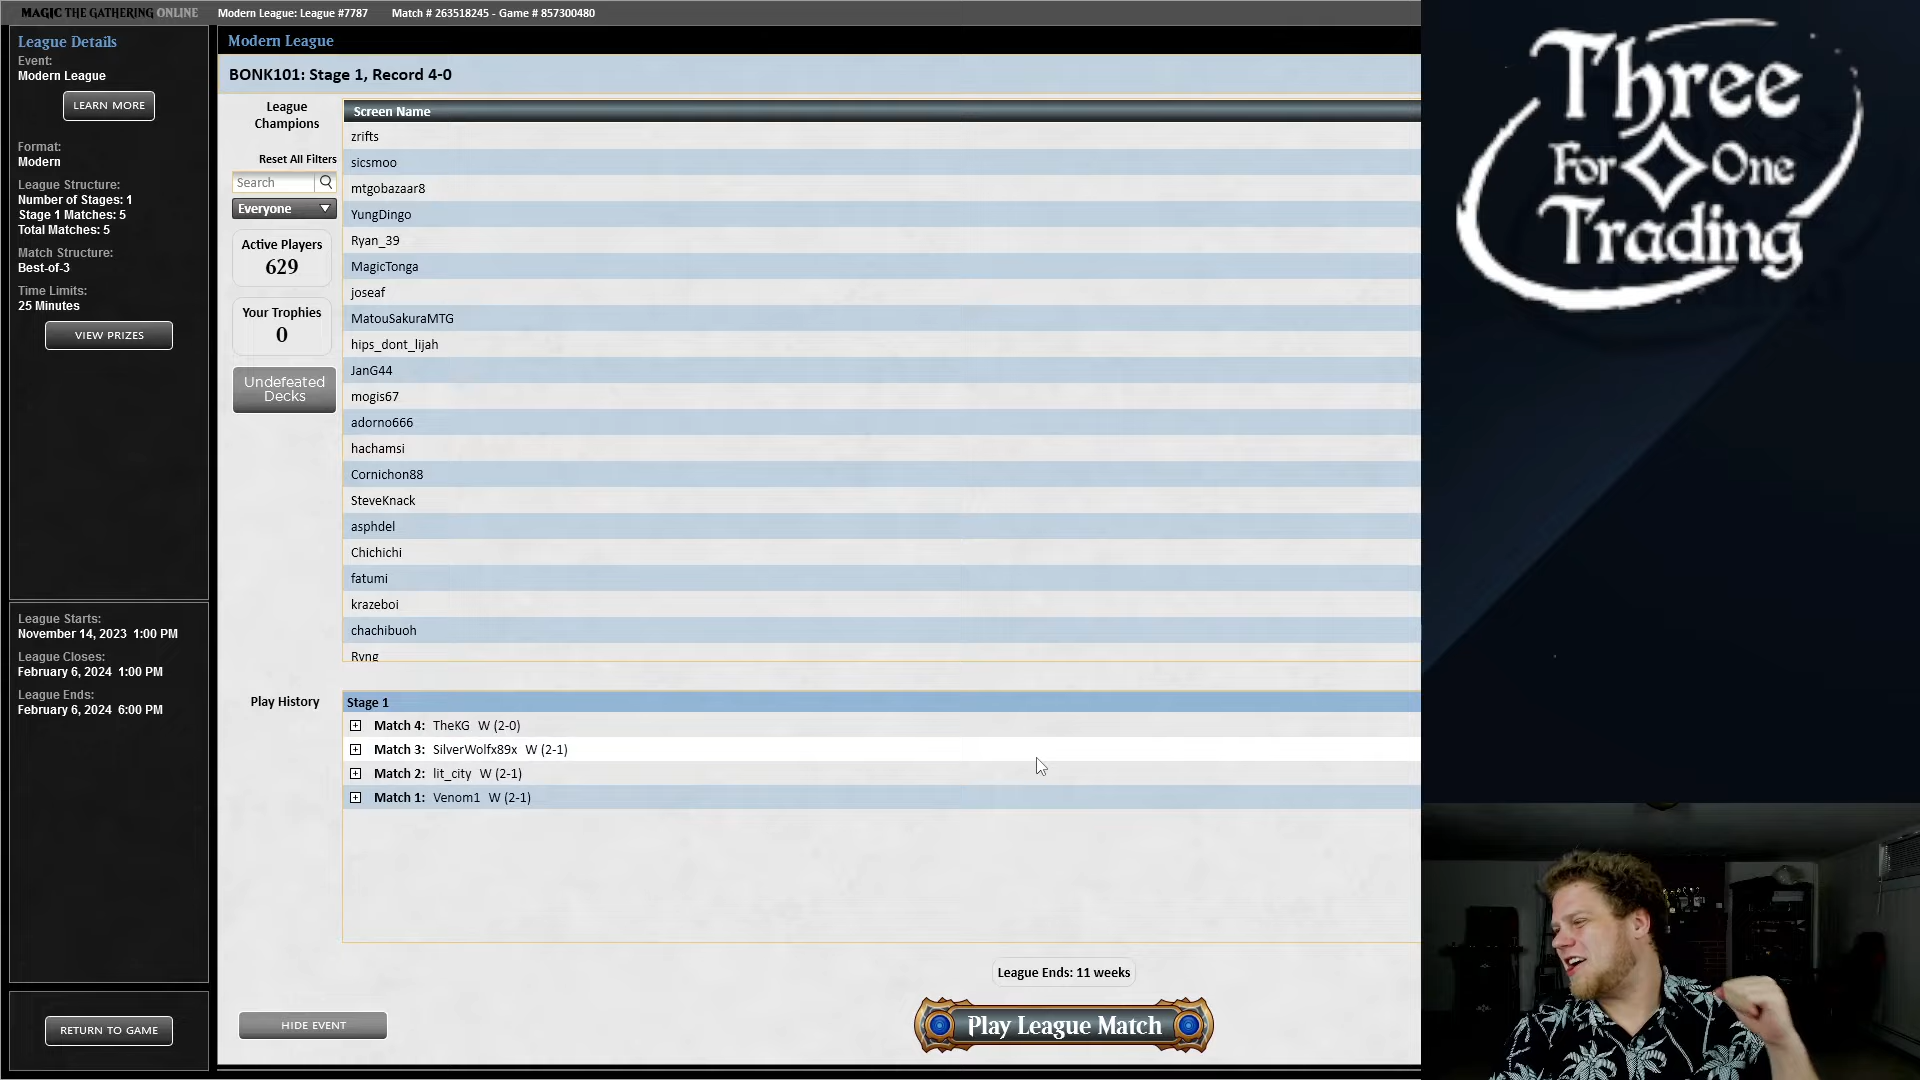 MAGIC THE GATHERING ONLINE
Modern League: League #7787
Match # 263518245 - Game # 857300480
League Details
Event:
Modern League
LEARN MORE
Format:
Modern
League Structure:
Number of Stages: 1
Stage 1 Matches: 5
Total Matches: 5
Match Structure:
Best-of-3
Time Limits:
25 Minutes
VIEW PRIZES
League Starts:
November 14, 2023 1:00 PM
League Closes:
February 6, 2024 1:00 PM
League Ends:
February 6, 2024 6:00 PM
RETURN TO GAME
Modern League
BONK101: Stage 1, Record 4-0
League
Champions
Reset All Filters
Search
Everyone
Active Players
629
Your Trophies
0
Undefeated
Decks
Screen Name
zrifts
sicsmoo
mtgobazaar8
YungDingo
Ryan_39
MagicTonga
joseaf
MatouSakuraMTG
hips_dont_lijah
JanG44
mogis67
adorno666
hachamsi
Cornichon88
SteveKnack
asphdel
Chichichi
fatumi
krazeboi
chachibuoh
Rvng
Play History
Stage 1
Match 4: TheKG W (2-0)
Match 3: SilverWolfx89x W (2-1)
Match 2: lit_city W (2-1)
Match 1: Venom1 W (2-1)
League Ends: 11 weeks
HIDE EVENT
Play League Match
Three
For One
Trading